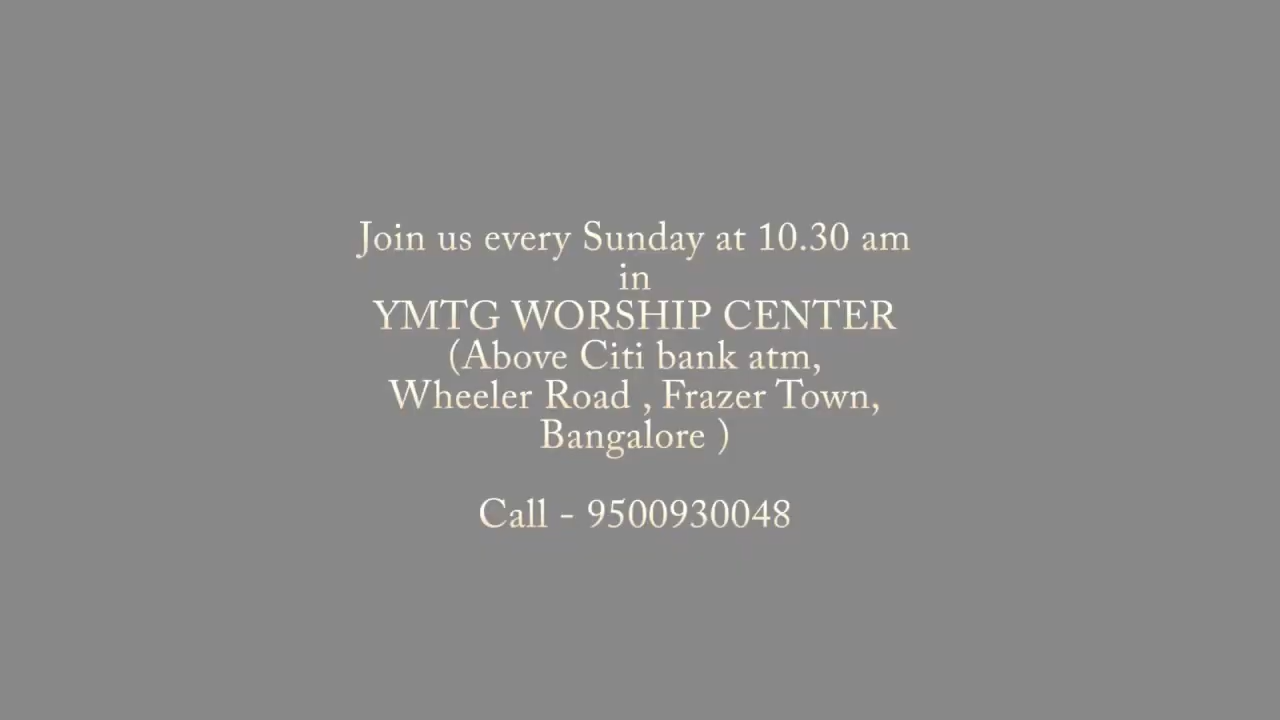 Join us every Sunday at 10.30 am
in
YMTG WORSHIP CENTER
(Above Citi bank atm,
Wheeler Road , Frazer Town,
Bangalore )
Call - 9500930048